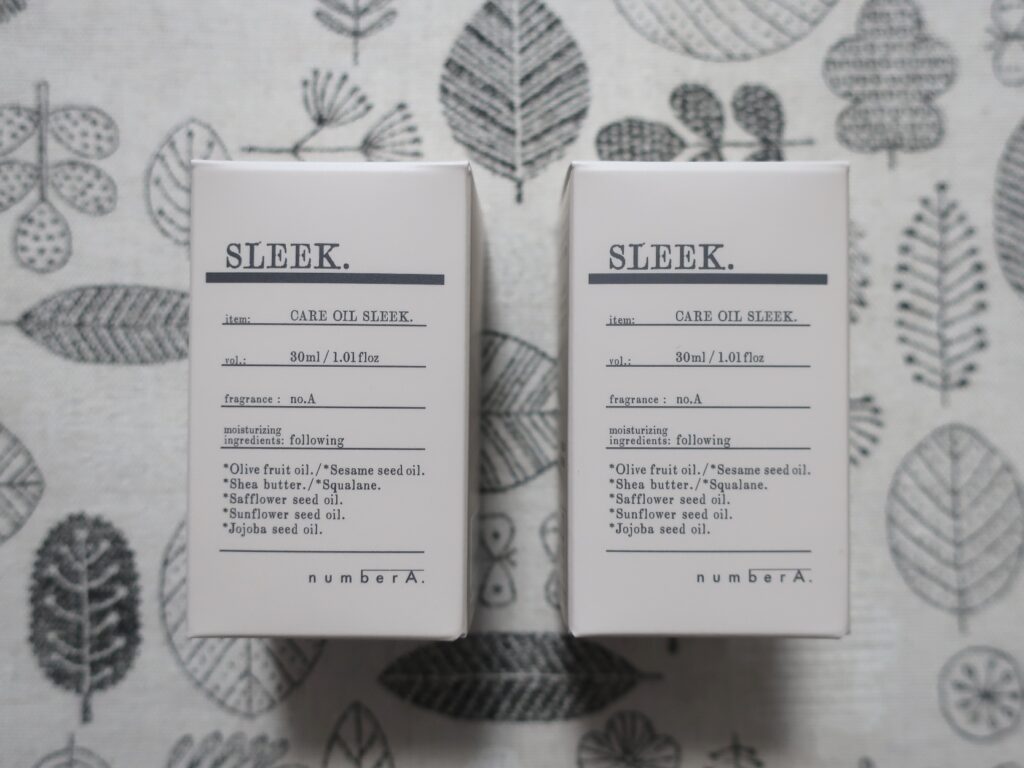 SLEEK.
item: CARE OIL SLEEK.
vol.: 30ml / 1.01floz
fragrance : no.A
moisturizing
ingredients: following
*Olive fruit oil./*Sesame seed oil.
*Shea butter./*Squalane.
*Safflower seed oil.
*Sunflower seed oil.
*Jojoba seed oil.
numberA.
SLEEK.
item: CARE OIL SLEEK.
vol.: 30ml / 1.01floz
fragrance : no.A
moisturizing
ingredients: following
*Olive fruit oil./*Sesame seed oil.
*Shea butter./*Squalane.
*Safflower seed oil.
*Sunflower seed oil.
*Jojoba seed oil.
numberA.